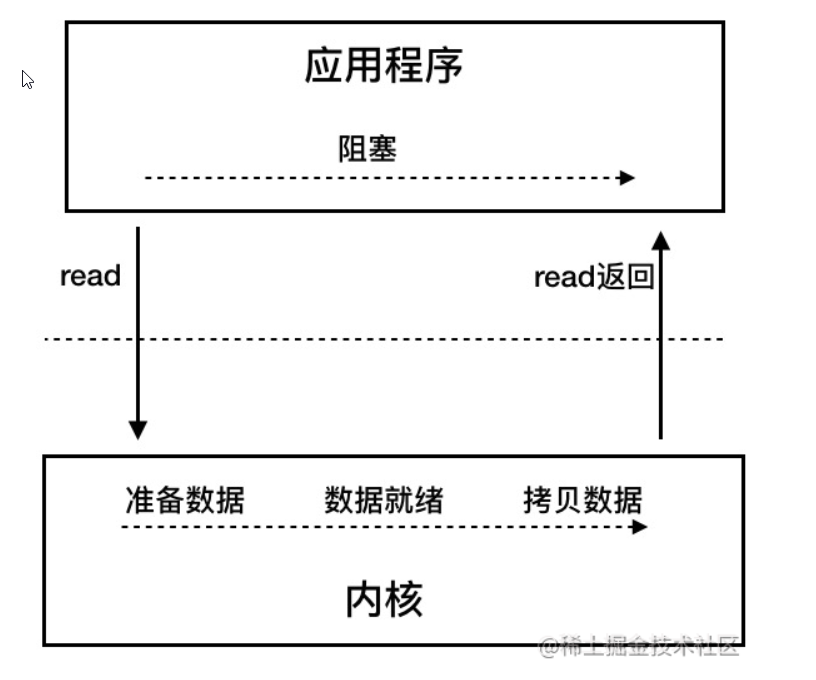 应用程序
阻塞
read
read返回
准备数据
数据就绪
拷贝数据
内核
@稀土掘金技术社区